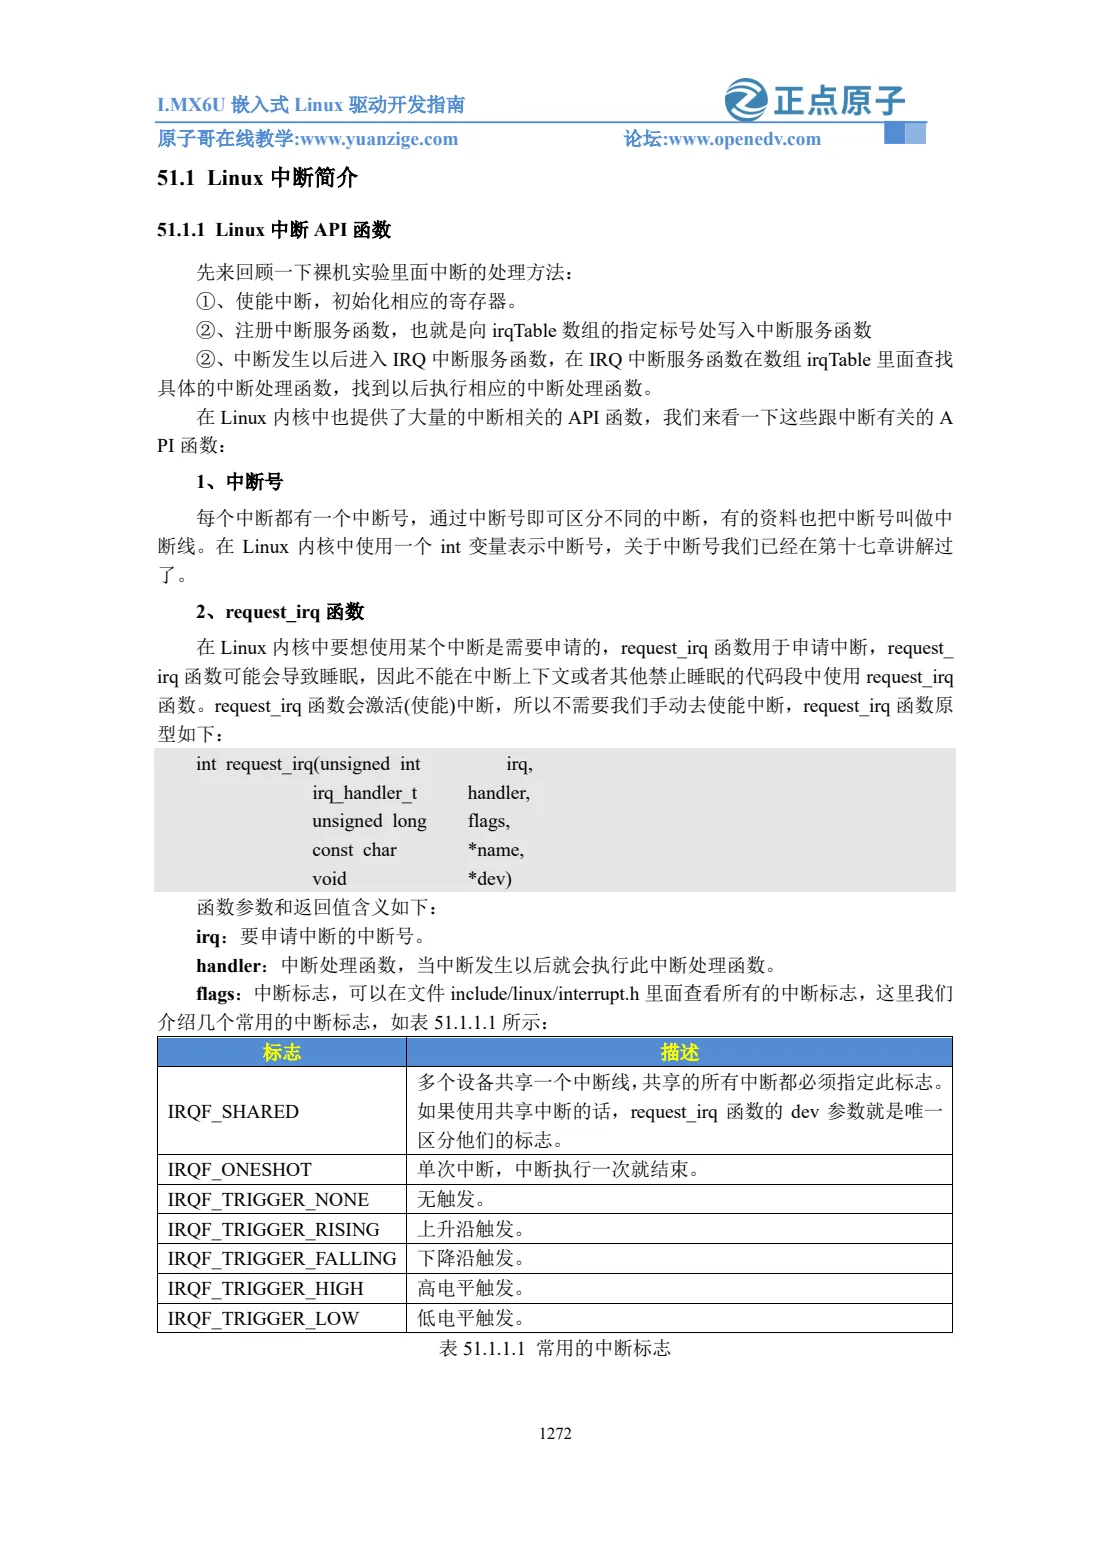 I.MX6U 嵌入式 Linux 驱动开发指南
正点原子
原子哥在线教学:www.yuanzige.com 论坛:www.openedv.com
51.1 Linux 中断简介
51.1.1 Linux 中断 API 函数
先来回顾一下裸机实验里面中断的处理方法：
①、使能中断，初始化相应的寄存器。
②、注册中断服务函数，也就是向 irqTable 数组的指定标号处写入中断服务函数
②、中断发生以后进入 IRQ 中断服务函数，在 IRQ 中断服务函数在数组 irqTable 里面查找
具体的中断处理函数，找到以后执行相应的中断处理函数。
在 Linux 内核中也提供了大量的中断相关的 API 函数，我们来看一下这些跟中断有关的 A
PI 函数：
1、中断号
每个中断都有一个中断号，通过中断号即可区分不同的中断，有的资料也把中断号叫做中
断线。在 Linux 内核中使用一个 int 变量表示中断号，关于中断号我们已经在第十七章讲解过
了。
2、request_irq 函数
在 Linux 内核中要想使用某个中断是需要申请的，request_irq 函数用于申请中断，request_
irq 函数可能会导致睡眠，因此不能在中断上下文或者其他禁止睡眠的代码段中使用 request_irq
函数。request_irq 函数会激活(使能)中断，所以不需要我们手动去使能中断，request_irq 函数原
型如下：
int request_irq(unsigned int irq,
irq_handler_t handler,
unsigned long flags,
const char *name,
void *dev)
函数参数和返回值含义如下：
irq：要申请中断的中断号。
handler：中断处理函数，当中断发生以后就会执行此中断处理函数。
flags：中断标志，可以在文件 include/linux/interrupt.h 里面查看所有的中断标志，这里我们
介绍几个常用的中断标志，如表 51.1.1.1 所示：
标志 描述
多个设备共享一个中断线，共享的所有中断都必须指定此标志。
IRQF_SHARED 如果使用共享中断的话，request_irq 函数的 dev 参数就是唯一
区分他们的标志。
IRQF_ONESHOT 单次中断，中断执行一次就结束。
IRQF_TRIGGER_NONE 无触发。
IRQF_TRIGGER_RISING 上升沿触发。
IRQF_TRIGGER_FALLING 下降沿触发。
IRQF_TRIGGER_HIGH 高电平触发。
IRQF_TRIGGER_LOW 低电平触发。
表 51.1.1.1 常用的中断标志
1272